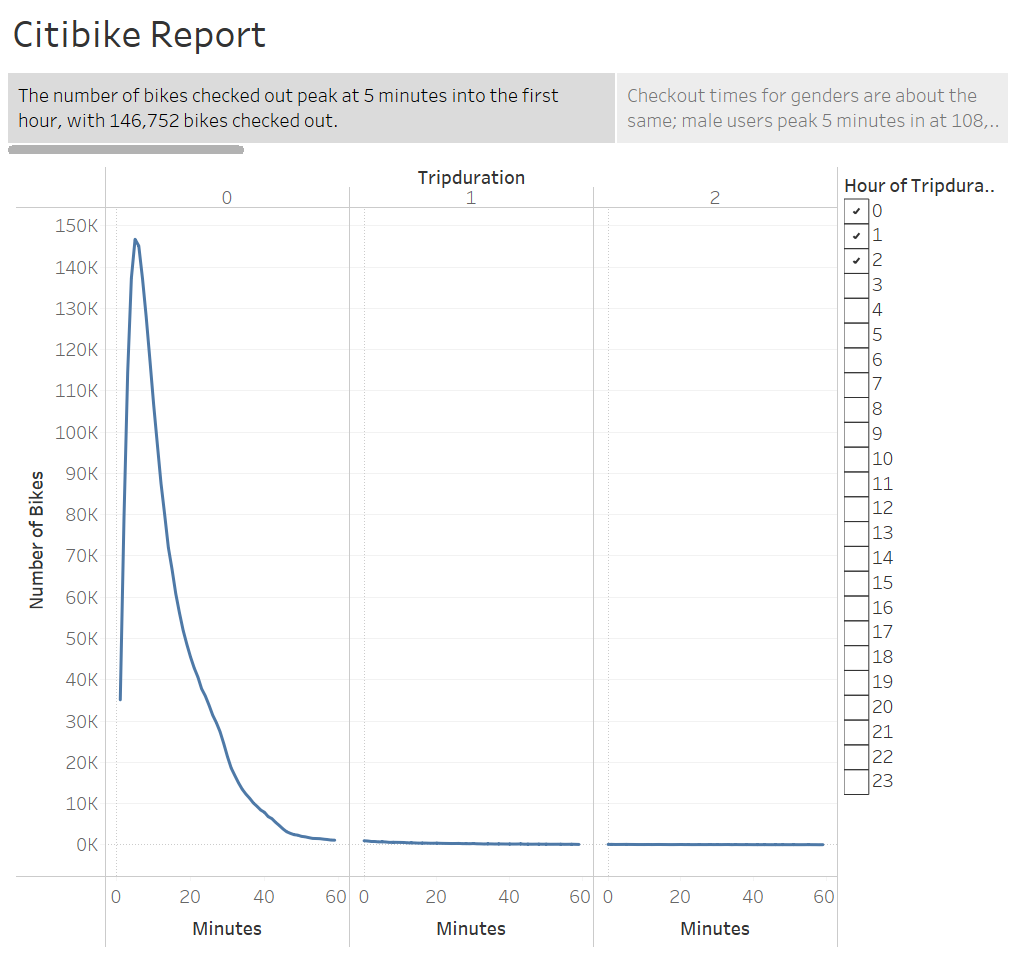 Citibike Report
The number of bikes checked out peak at 5 minutes into the first
hour, with 146,752 bikes checked out.
Checkout times for genders are about the
same; male users peak 5 minutes in at 108,..
Tripduration
0
1
2
Hour of Tripdura..
0
1
2
3
4
5
6
7
8
9
10
11
12
13
14
15
16
17
18
19
20
21
22
23
Number of Bikes
150K
140K
130K
120K
110K
100K
90K
80K
70K
60K
50K
40K
30K
20K
10K
0K
0 20 40 60 0 20 40 60 0 20 40 60
Minutes Minutes Minutes